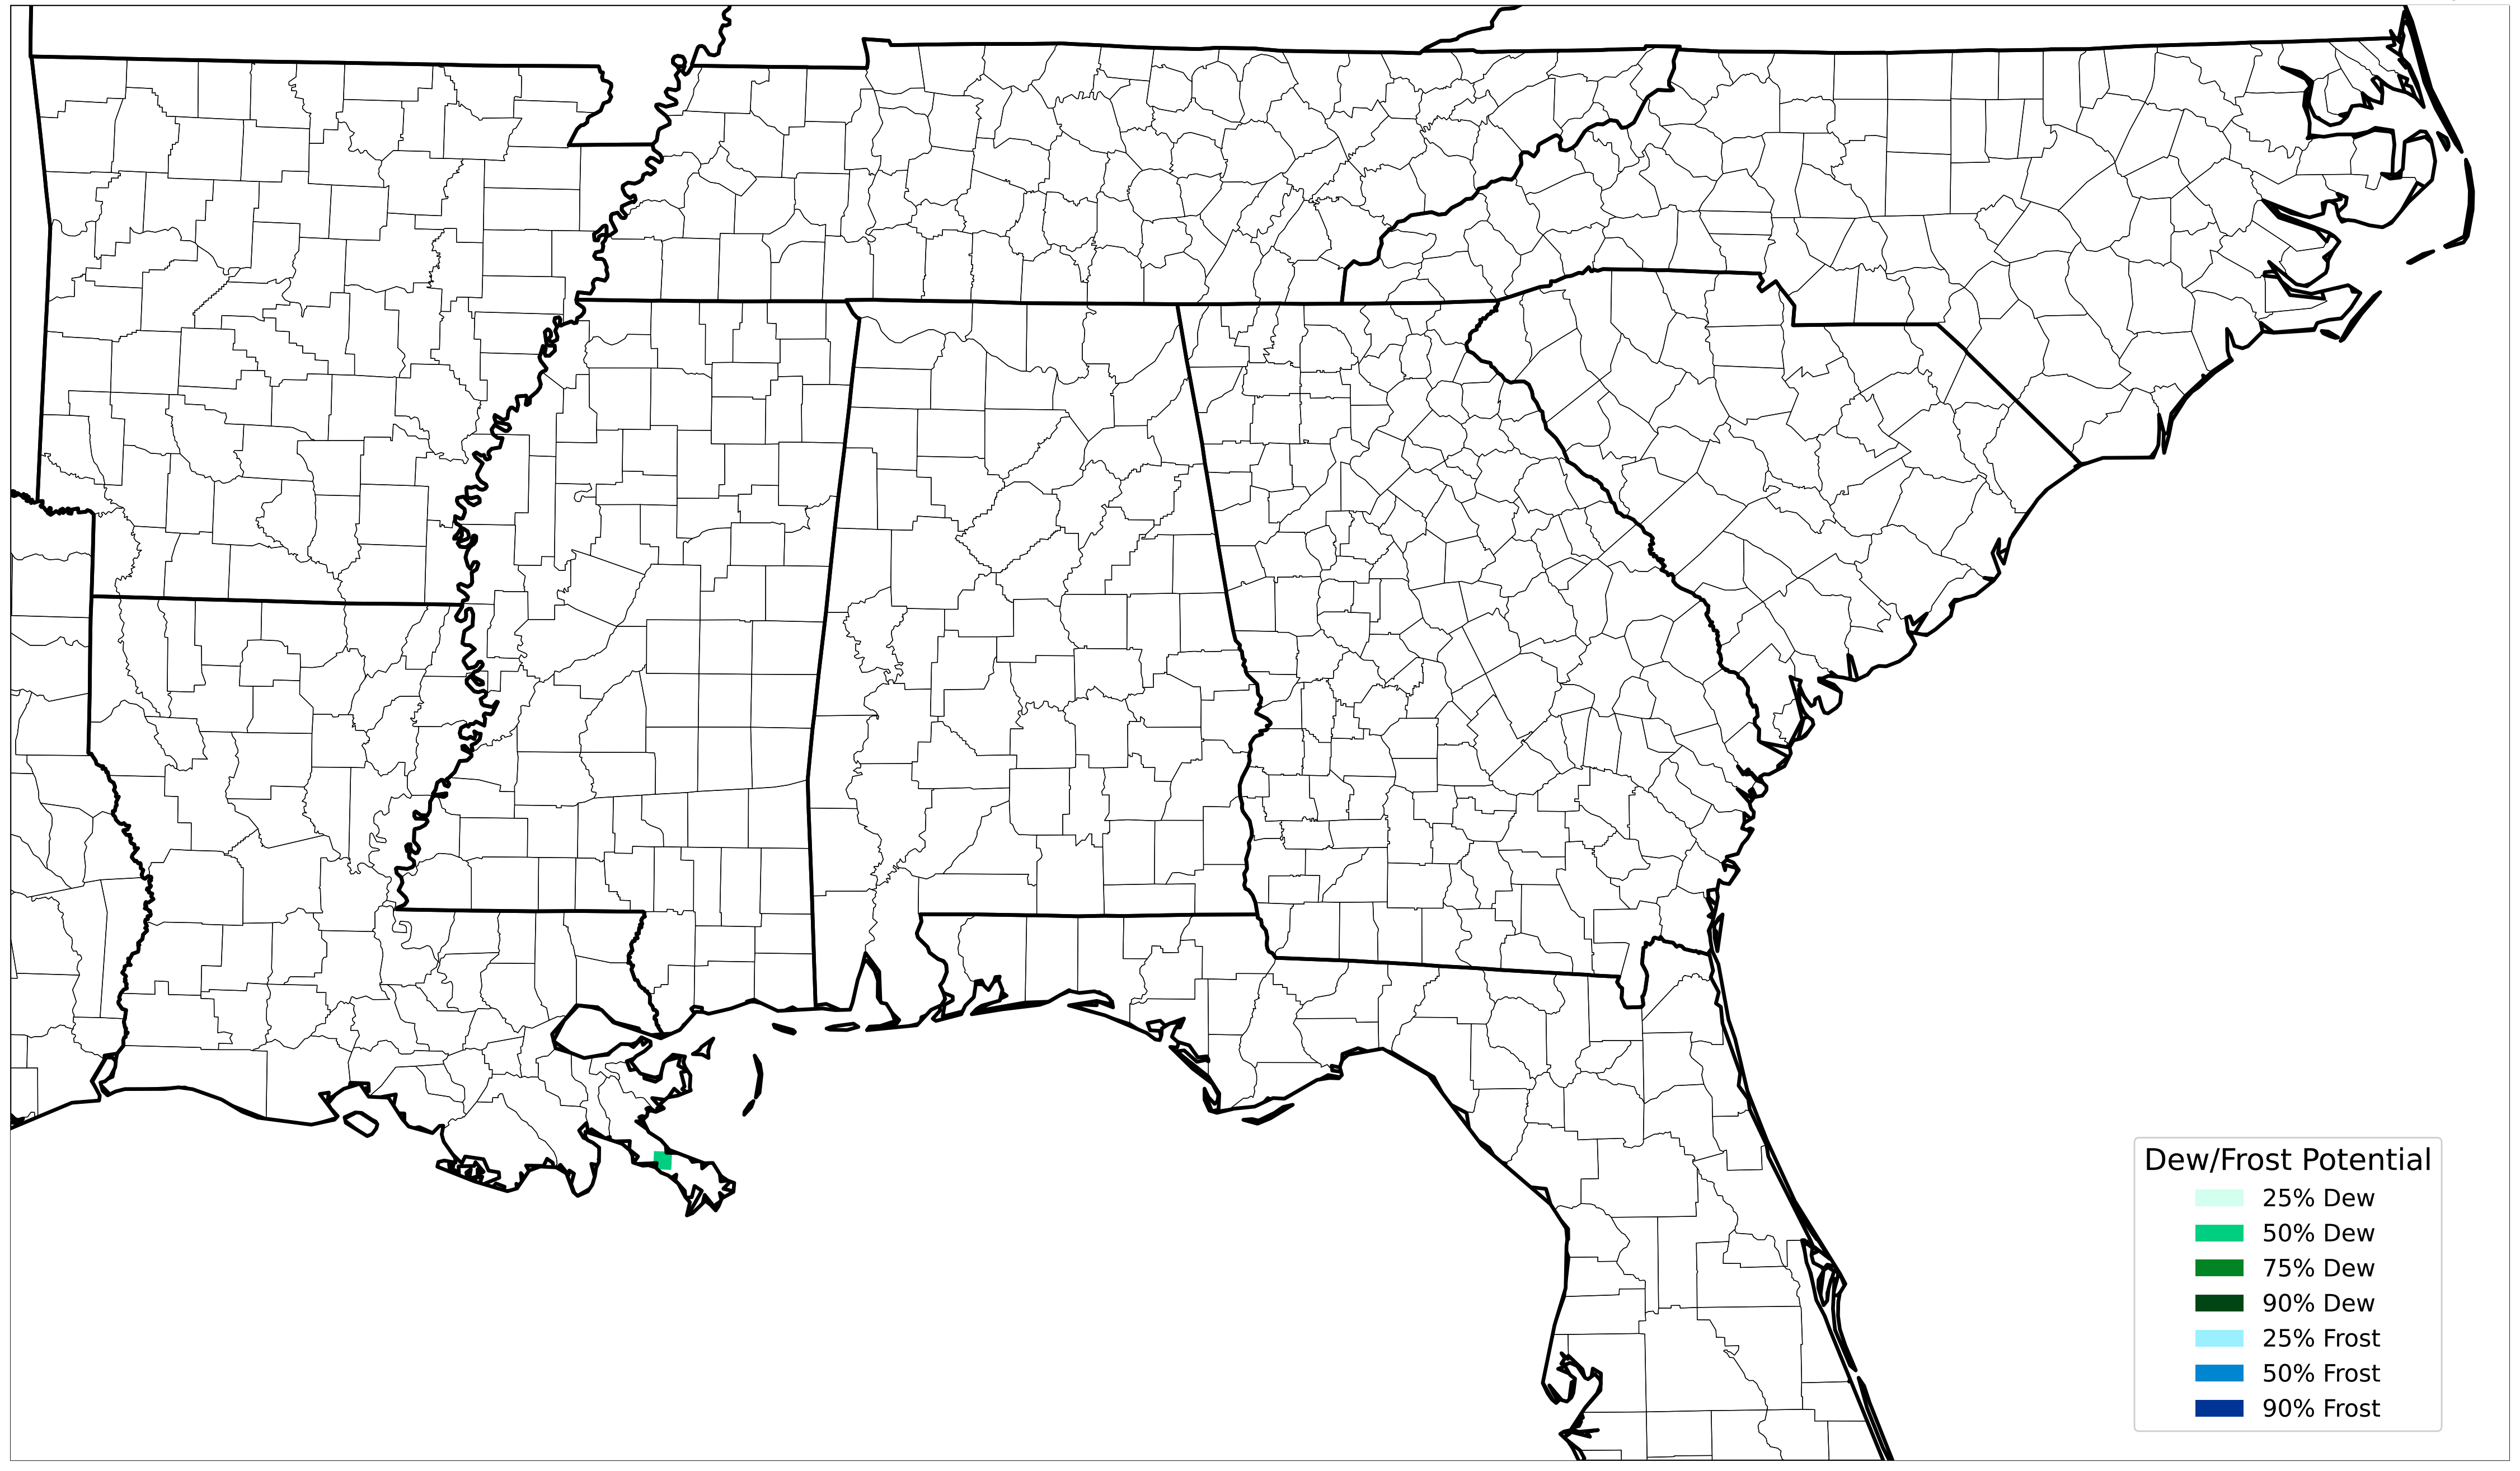 Dew/Frost Potential
25% Dew
50% Dew
75% Dew
90% Dew
25% Frost
50% Frost
90% Frost